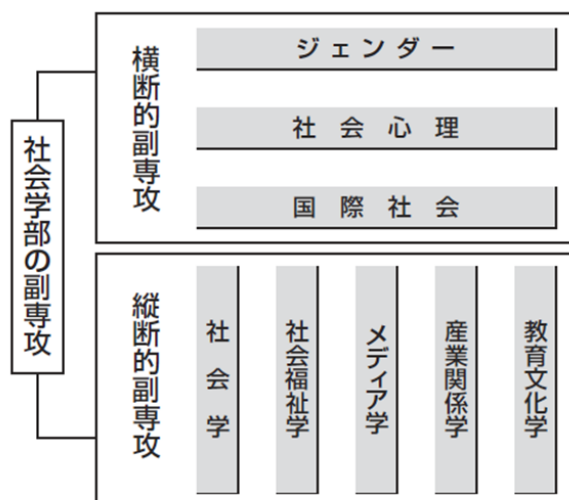 社会学部の副専攻
横断的副専攻
ジェンダー
社会心理
国際社会
縦断的副専攻
社会学
社会福祉学
メディア学
産業関係学
教育文化学